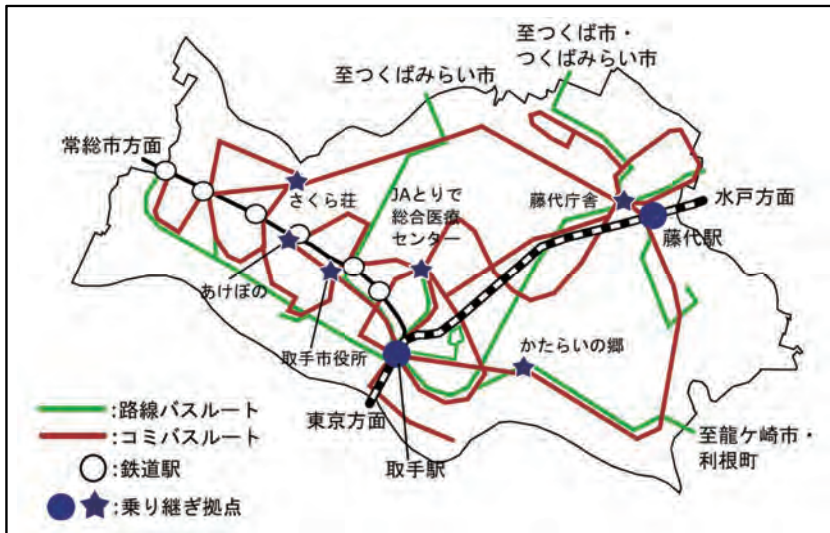 至つくば市・
つくばみらい市
至つくばみらい市
常総市方面
さくら荘
JAとりで
総合医療
センター
藤代庁舎
水戸方面
藤代駅
あけぼの
取手市役所
かたらいの郷
東京方面
取手駅
至龍ケ崎市・
利根町
:路線バスルート
:コミバスルート
:鉄道駅
:乗り継ぎ拠点